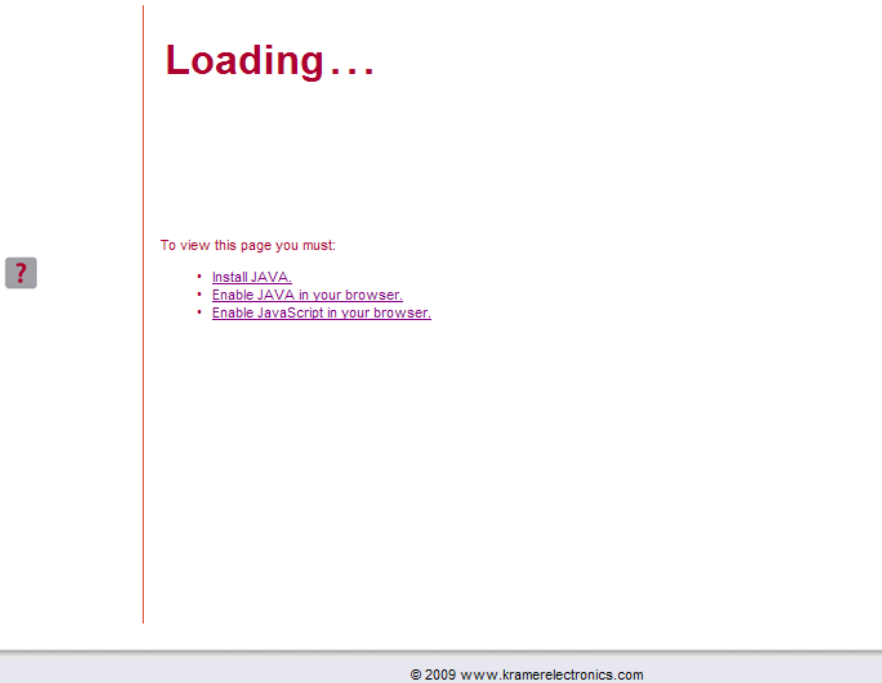 Loading...
To view this page you must:
• Install JAVA.
• Enable JAVA in your browser.
• Enable JavaScript in your browser.
?
© 2009 www.kramerelectronics.com